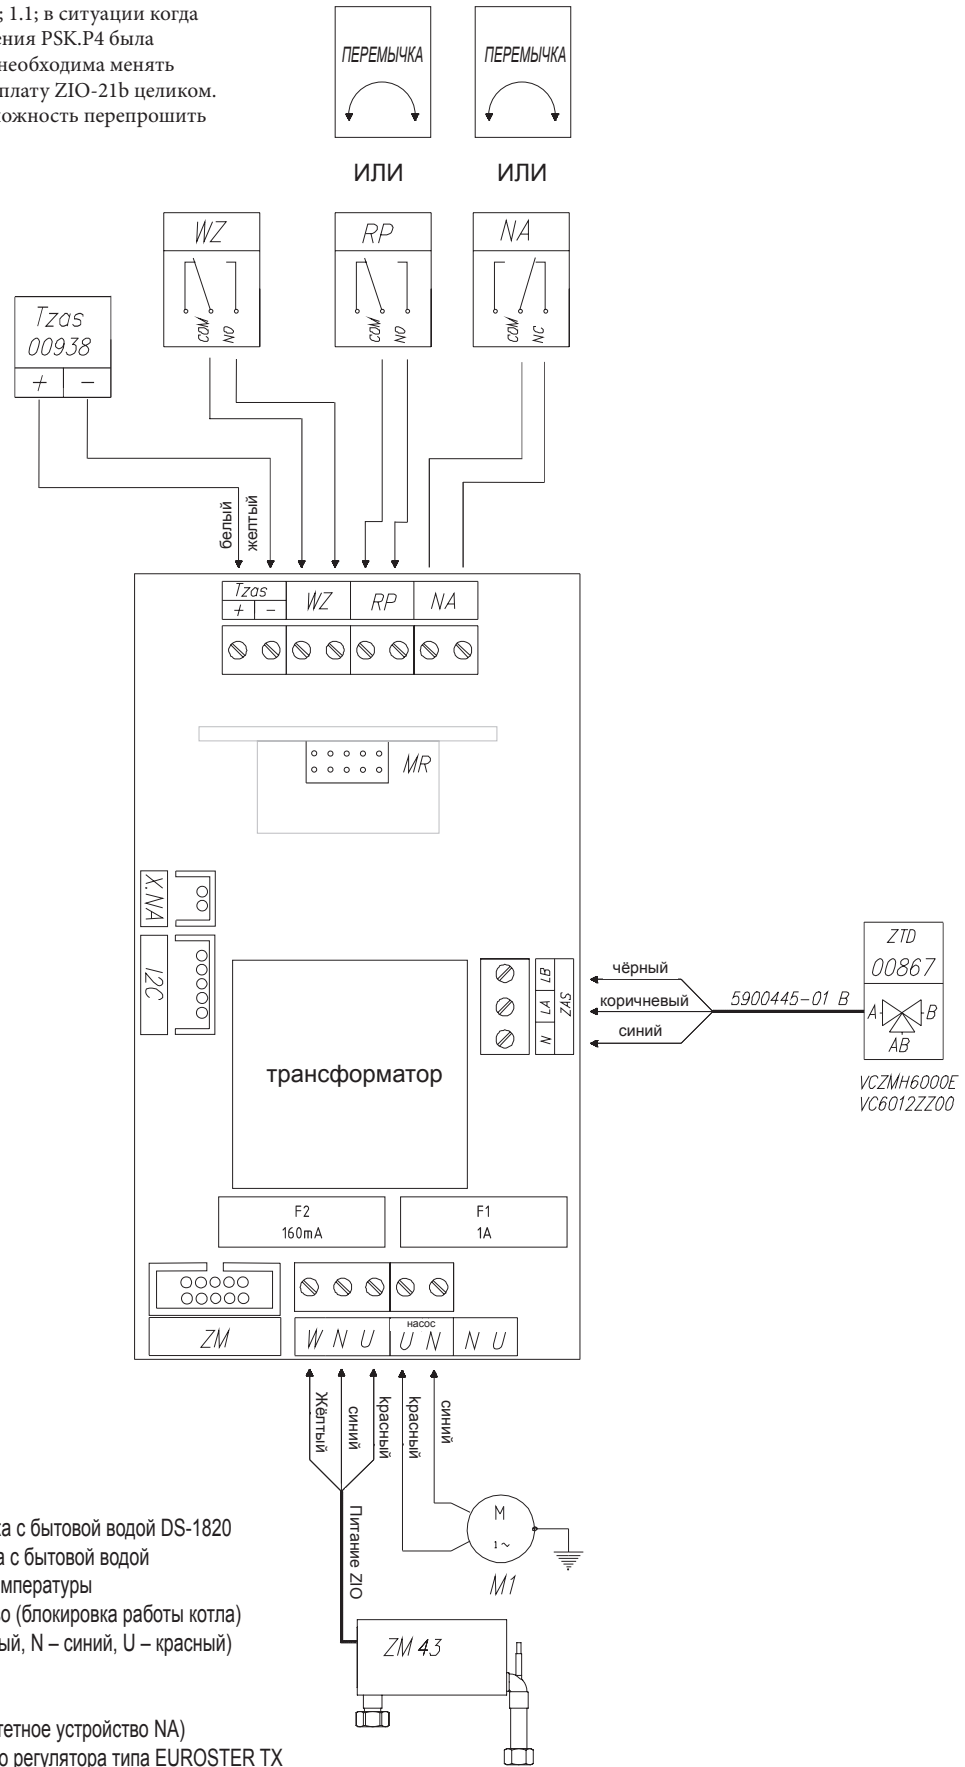 ; 1.1; в ситуации когда
ения PSK.P4 была
необходима менять
плату ZIO-21b целиком.
ложность перепрошить
ПЕРЕМЫЧКА
ПЕРЕМЫЧКА
ИЛИ
ИЛИ
WZ
RP
NA
COM
NO
COM
NO
COM
NC
Tzas
00938
+ -
белый
желтый
Tzas
+ -
WZ
RP
NA
MR
X.NA
I2C
трансформатор
LB
LA
N
ZAS
чёрный
коричневый
синий
5900445-01 B
ZTD
00867
A
B
AB
VCZMH6000E
VC6012ZZ00
F2
160mA
F1
1A
ZM
W N U
насос
U N
N U
Жёлтый
синий
красный
красный
синий
Питание ZIO
M
1~
M1
ZM 43
ка с бытовой водой DS-1820
а с бытовой водой
мпературы
во (блокировка работы котла)
ый, N – синий, U – красный)
тетное устройство NA)
о регулятора типа EUROSTER TX